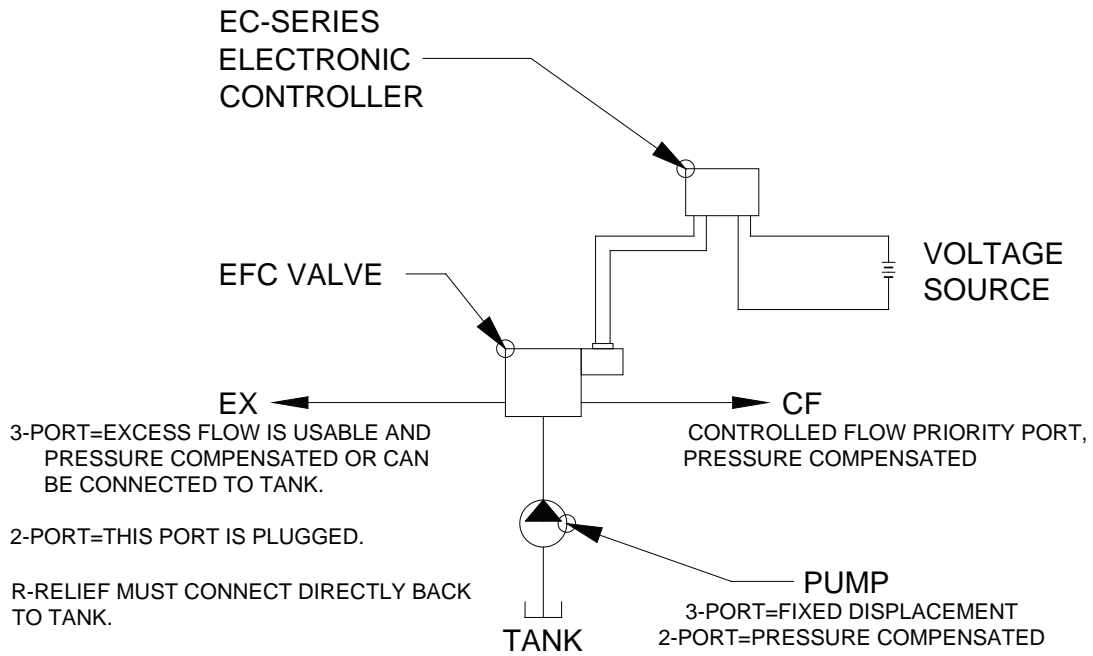 EC-SERIES
ELECTRONIC
CONTROLLER
VOLTAGE
SOURCE
EFC VALVE
EX
3-PORT=EXCESS FLOW IS USABLE AND
PRESSURE COMPENSATED OR CAN
BE CONNECTED TO TANK.
2-PORT=THIS PORT IS PLUGGED.
R-RELIEF MUST CONNECT DIRECTLY BACK
TO TANK.
CF
CONTROLLED FLOW PRIORITY PORT,
PRESSURE COMPENSATED
PUMP
3-PORT=FIXED DISPLACEMENT
2-PORT=PRESSURE COMPENSATED
TANK